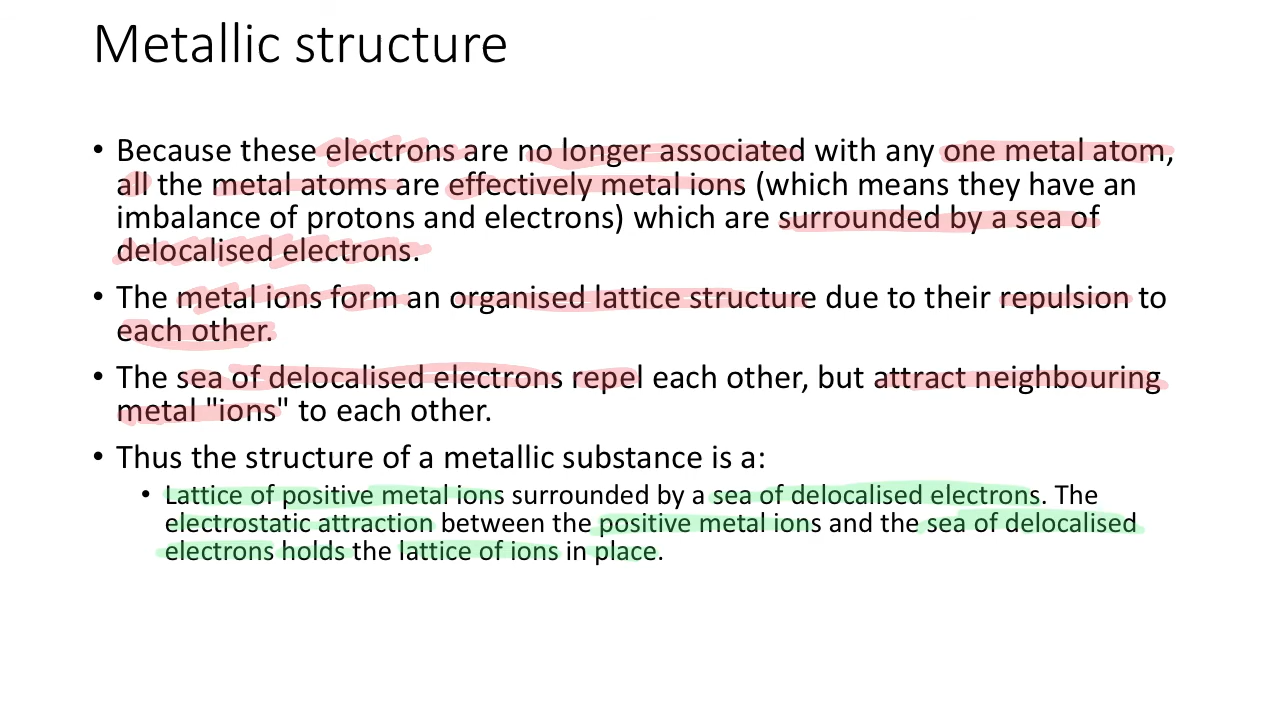 Metallic structure
• Because these electrons are no longer associated with any one metal atom,
all the metal atoms are effectively metal ions (which means they have an
imbalance of protons and electrons) which are surrounded by a sea of
delocalised electrons.
• The metal ions form an organised lattice structure due to their repulsion to
each other.
• The sea of delocalised electrons repel each other, but attract neighbouring
metal "ions" to each other.
• Thus the structure of a metallic substance is a:
• Lattice of positive metal ions surrounded by a sea of delocalised electrons. The
electrostatic attraction between the positive metal ions and the sea of delocalised
electrons holds the lattice of ions in place.